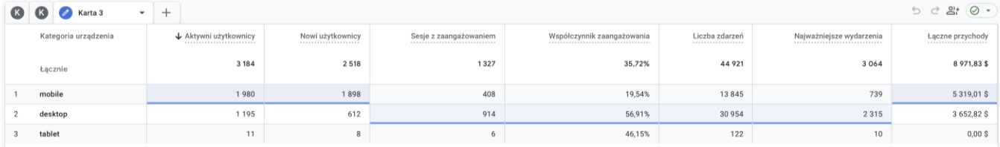 K K Karta 3
Kategoria urządzenia Aktywni użytkownicy Nowi użytkownicy Sesje z zaangażowaniem Współczynnik zaangażowania Liczba zdarzeń Najważniejsze wydarzenia Łączne przychody
Łącznie 3 184 2 518 1 327 35,72% 44 921 3 064 8 971,83 $
1 mobile 1 980 1 898 408 19,54% 13 845 739 5 319,01 $
2 desktop 1 195 612 914 56,91% 30 954 2 315 3 652,82 $
3 tablet 11 8 6 46,15% 122 10 0,00 $